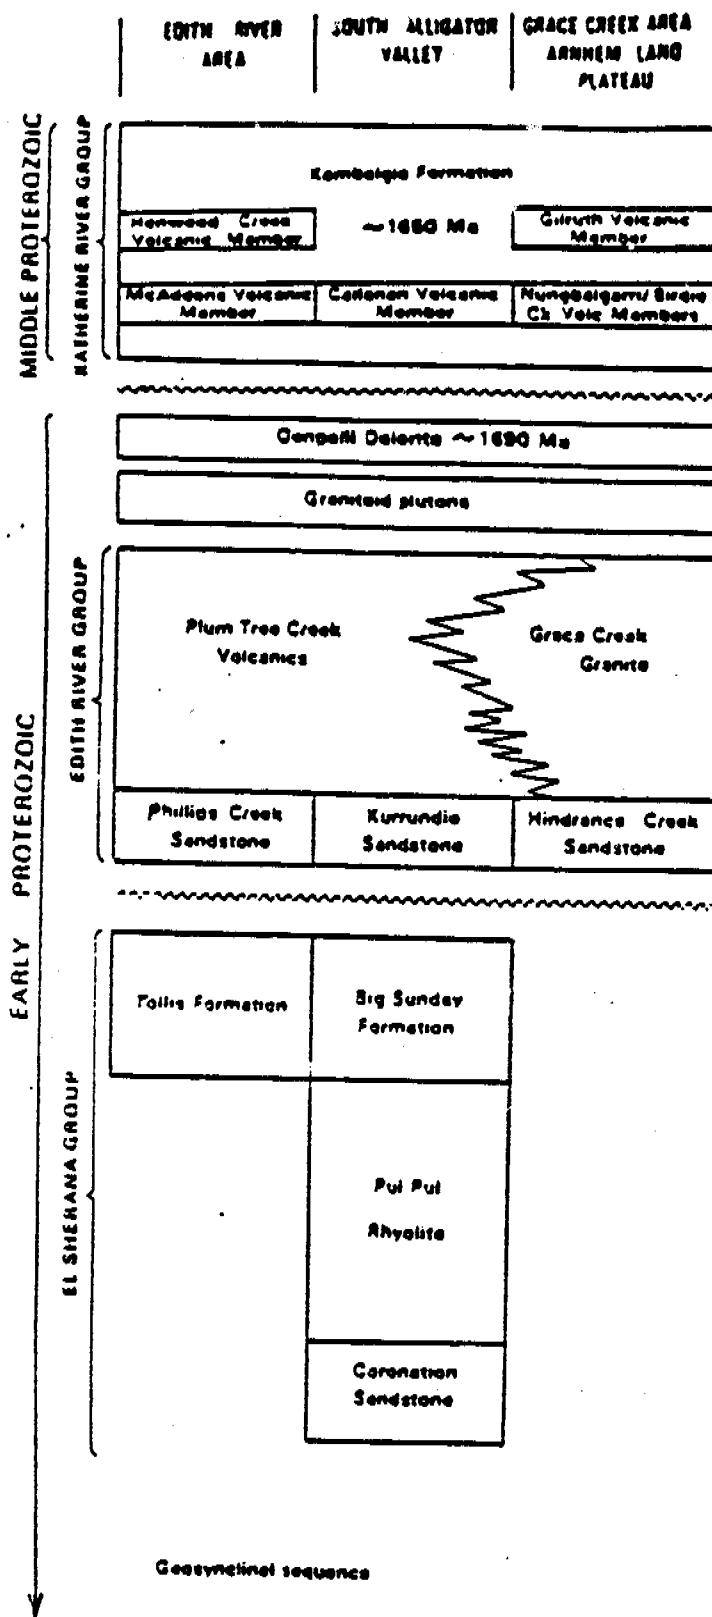 EDITH RIVER
AREA
SOUTH ALLIGATOR
VALLEY
GRACE CREEK AREA
ARNHEM LAND
PLATEAU
MIDDLE PROTEROZOIC
KATHERINE RIVER GROUP
Kombolgie Formation
Henwood Creek
Volcanic Member
~1650 Ma
Gilruth Volcanic
Member
McAddens Volcanic
Member
Callanan Volcanic
Member
Nungbalgarri/Birdie
Ck Volc Members
EARLY PROTEROZOIC
Oenpelli Dolerite ~1690 Ma
Granitoid plutons
EDITH RIVER GROUP
Plum Tree Creek
Volcanics
Grace Creek
Granite
Phillips Creek
Sandstone
Kurrundie
Sandstone
Hindrance Creek
Sandstone
EL SHERANA GROUP
Tollis Formation
Big Sunday
Formation
Pul Pul
Rhyolite
Coronation
Sandstone
Geosynclinal sequence